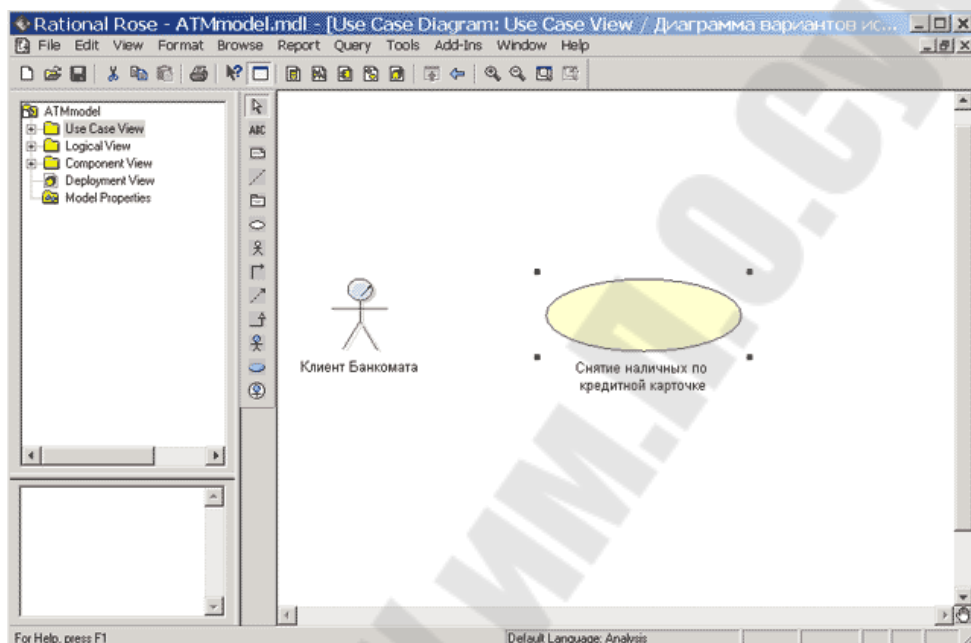 Rational Rose - ATMmodel.mdl - [Use Case Diagram: Use Case View / Диаграмма вариантов ис...
File Edit View Format Browse Report Query Tools Add-Ins Window Help
ATMmodel
Use Case View
Logical View
Component View
Deployment View
Model Properties
ABC
Клиент Банкомата
Снятие наличных по
кредитной карточке
For Help, press F1
Default Language: Analysis